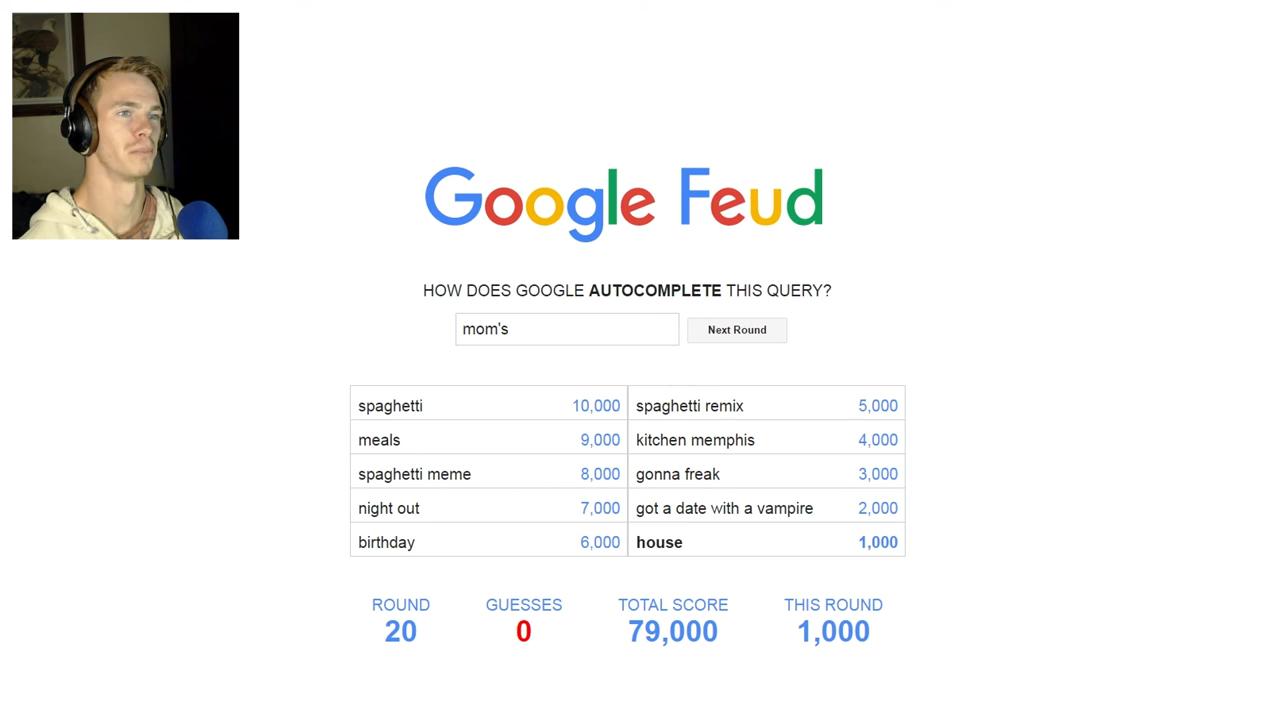 Google Feud
HOW DOES GOOGLE AUTOCOMPLETE THIS QUERY?
mom's
Next Round
spaghetti 10,000
meals 9,000
spaghetti meme 8,000
night out 7,000
birthday 6,000
spaghetti remix 5,000
kitchen memphis 4,000
gonna freak 3,000
got a date with a vampire 2,000
house 1,000
ROUND GUESSES TOTAL SCORE THIS ROUND
20 0 79,000 1,000